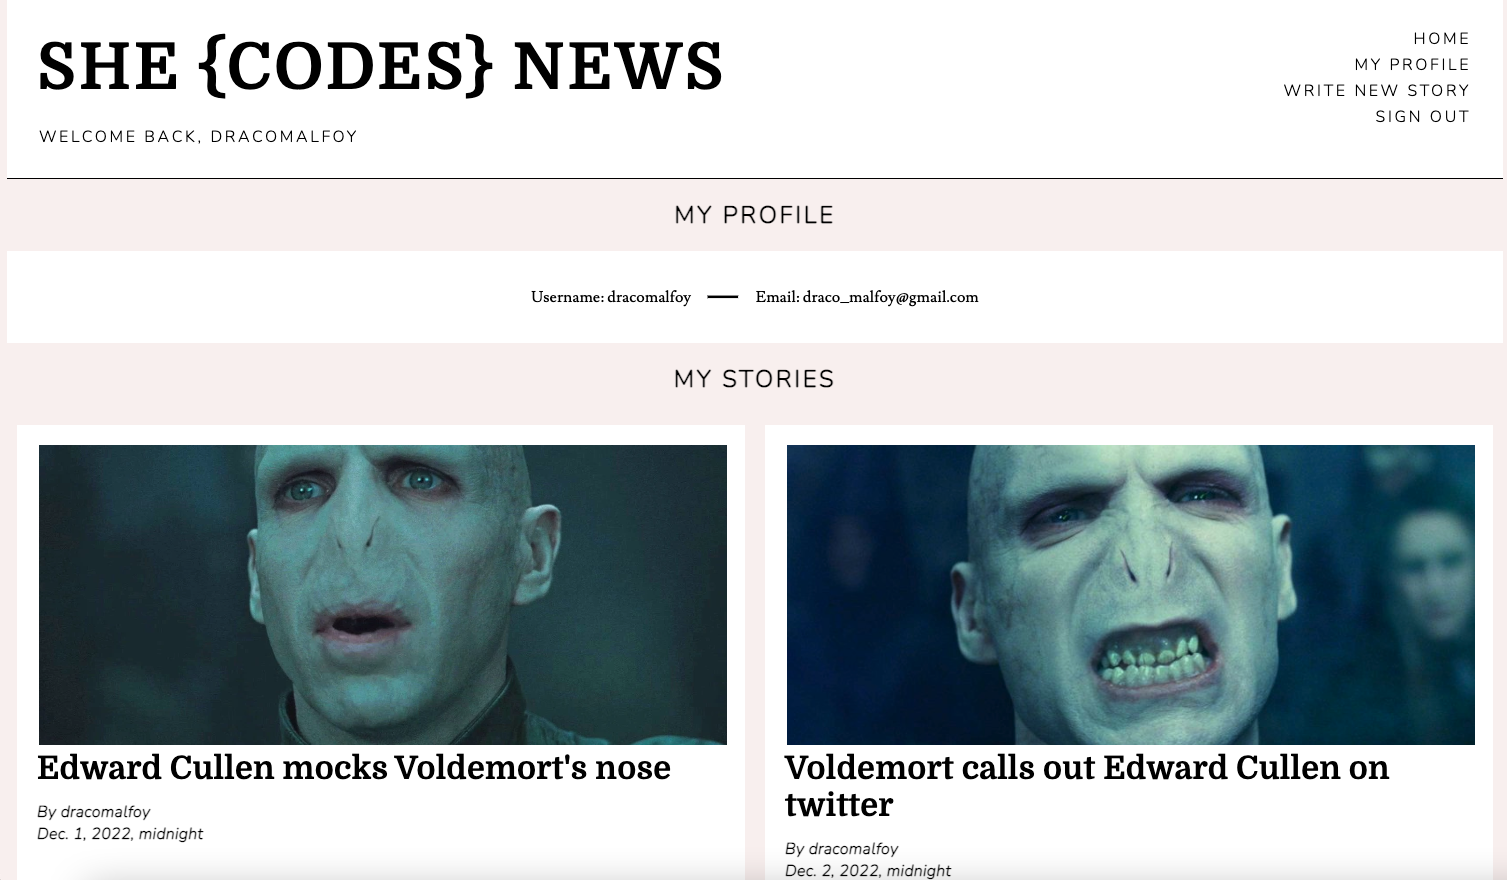 SHE {CODES} NEWS
WELCOME BACK, DRACOMALFOY
HOME
MY PROFILE
WRITE NEW STORY
SIGN OUT
MY PROFILE
Username: dracomalfoy — Email: draco_malfoy@gmail.com
MY STORIES
Edward Cullen mocks Voldemort's nose
By dracomalfoy
Dec. 1, 2022, midnight
Voldemort calls out Edward Cullen on
twitter
By dracomalfoy
Dec. 2, 2022, midnight